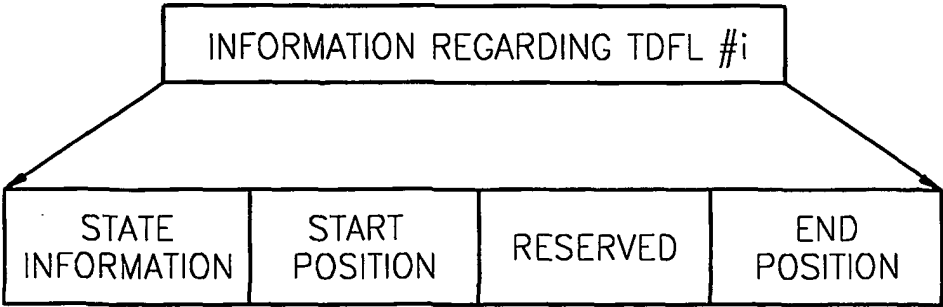 INFORMATION REGARDING TDFL #i
STATE
INFORMATION
START
POSITION
RESERVED
END
POSITION